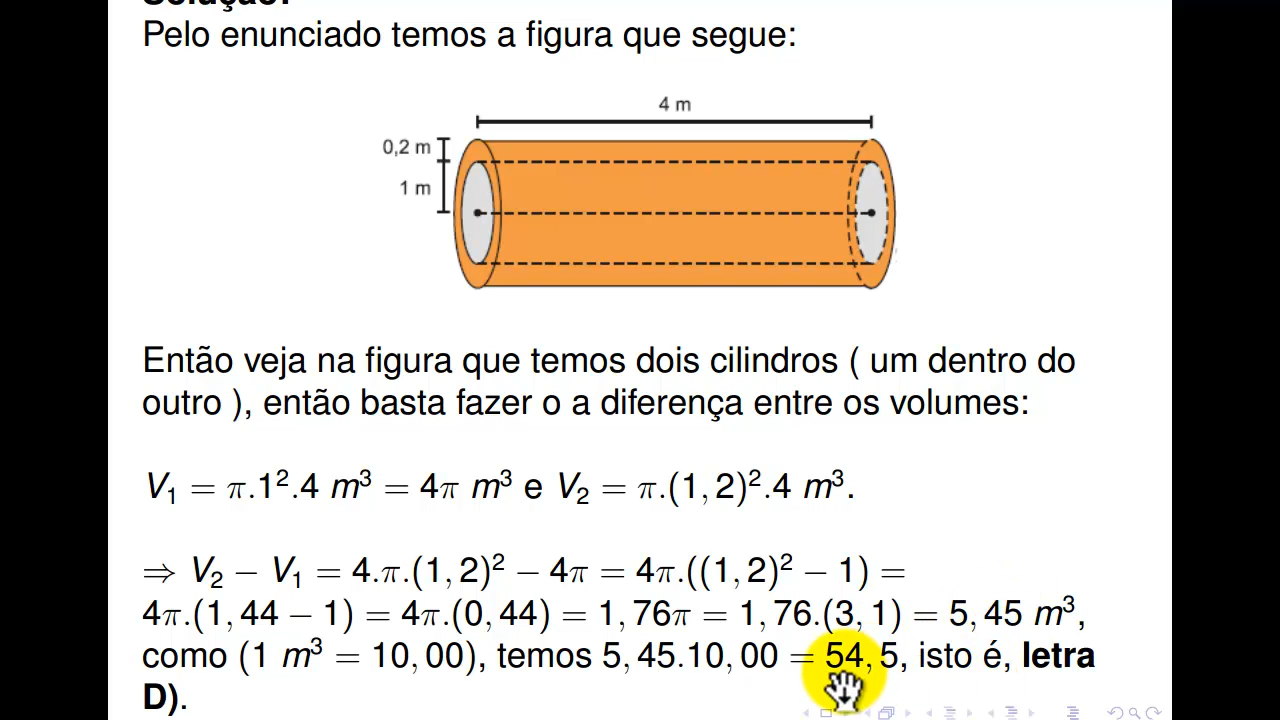 Solução:
Pelo enunciado temos a figura que segue:
4 m
0,2 m
1 m
Então veja na figura que temos dois cilindros ( um dentro do
outro ), então basta fazer o a diferença entre os volumes:
V₁ = π.1².4 m³ = 4π m³ e V₂ = π.(1, 2)².4 m³.
⇒ V₂ − V₁ = 4.π.(1, 2)² − 4π = 4π.((1, 2)² − 1) =
4π.(1, 44 − 1) = 4π.(0, 44) = 1, 76π = 1, 76.(3, 1) = 5, 45 m³,
como (1 m³ = 10, 00), temos 5, 45.10, 00 = 54, 5, isto é, letra
D).